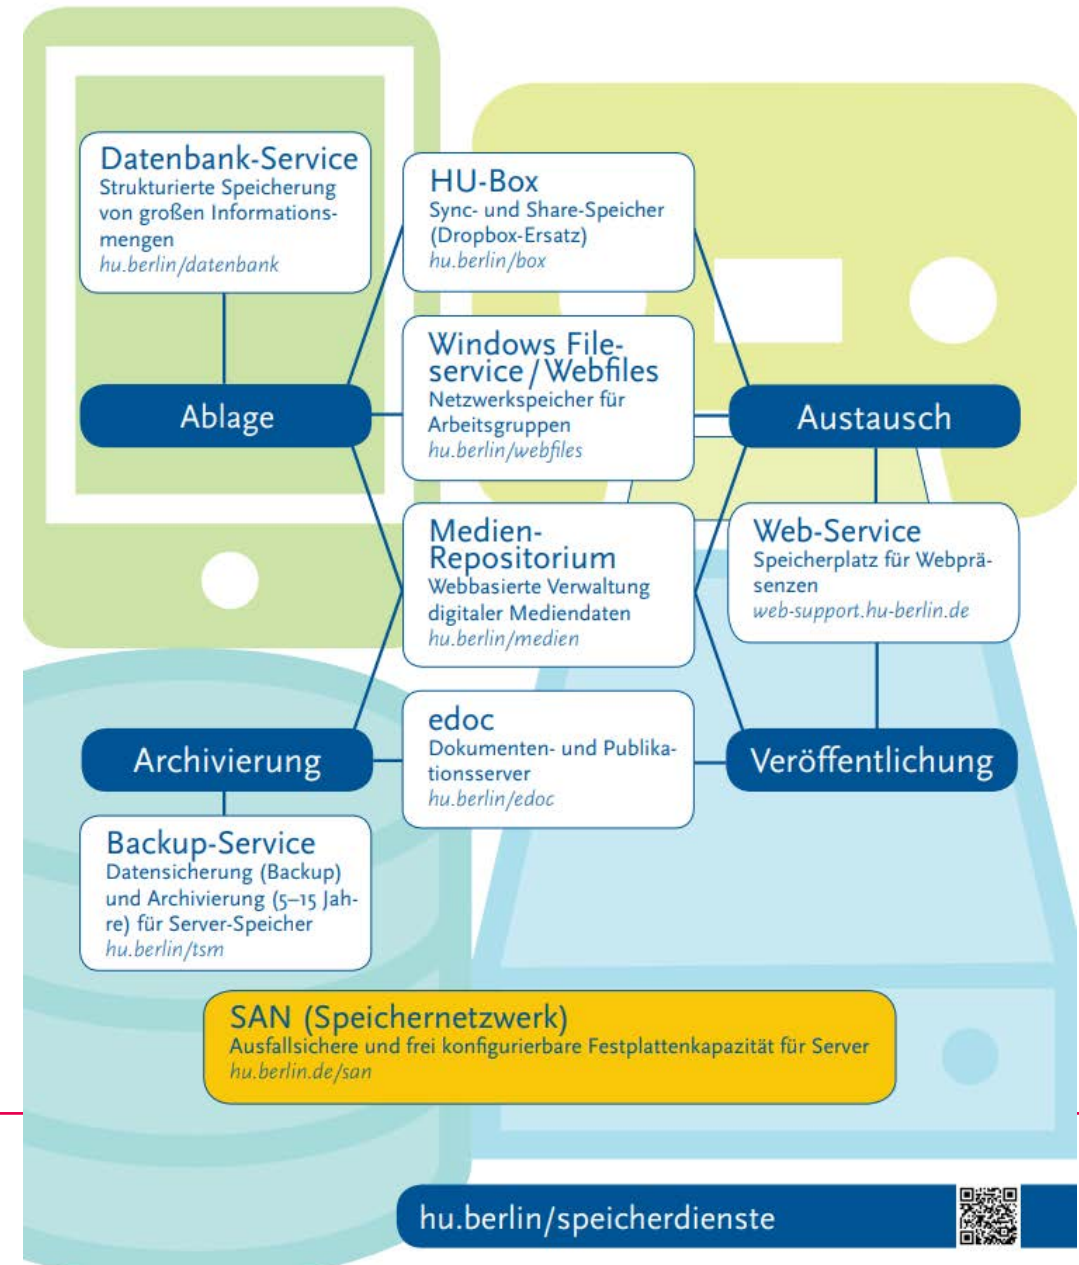 Datenbank-Service
Strukturierte Speicherung
von großen Informations-
mengen
hu.berlin/datenbank
HU-Box
Sync- und Share-Speicher
(Dropbox-Ersatz)
hu.berlin/box
Windows File-
service / Webfiles
Netzwerkspeicher für
Arbeitsgruppen
hu.berlin/webfiles
Ablage
Austausch
Medien-
Repositorium
Webbasierte Verwaltung
digitaler Mediendaten
hu.berlin/medien
Web-Service
Speicherplatz für Webprä-
senzen
web-support.hu-berlin.de
edoc
Dokumenten- und Publika-
tionsserver
hu.berlin/edoc
Archivierung
Veröffentlichung
Backup-Service
Datensicherung (Backup)
und Archivierung (5–15 Jah-
re) für Server-Speicher
hu.berlin/tsm
SAN (Speichernetzwerk)
Ausfallsichere und frei konfigurierbare Festplattenkapazität für Server
hu.berlin.de/san
hu.berlin/speicherdienste